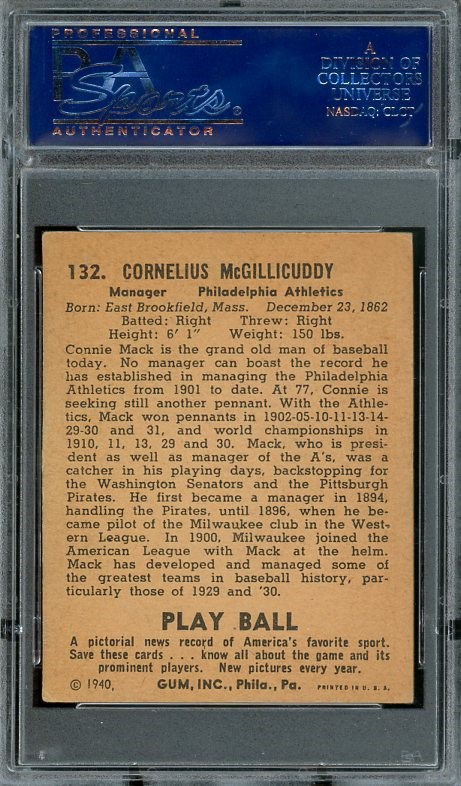 PROFESSIONAL
PSA
Sports®
AUTHENTICATOR
A
DIVISION OF
COLLECTORS
UNIVERSE
NASDAQ: CLCT
132. CORNELIUS McGILLICUDDY
Manager Philadelphia Athletics
Born: East Brookfield, Mass. December 23, 1862
Batted: Right Threw: Right
Height: 6' 1" Weight: 150 lbs.
Connie Mack is the grand old man of baseball
today. No manager can boast the record he
has established in managing the Philadelphia
Athletics from 1901 to date. At 77, Connie is
seeking still another pennant. With the Athle-
tics, Mack won pennants in 1902-05-10-11-13-14-
29-30 and 31, and world championships in
1910, 11, 13, 29 and 30. Mack, who is presi-
dent as well as manager of the A's, was a
catcher in his playing days, backstopping for
the Washington Senators and the Pittsburgh
Pirates. He first became a manager in 1894,
handling the Pirates, until 1896, when he be-
came pilot of the Milwaukee club in the West-
ern League. In 1900, Milwaukee joined the
American League with Mack at the helm.
Mack has developed and managed some of
the greatest teams in baseball history, par-
ticularly those of 1929 and '30.
PLAY BALL
A pictorial news record of America's favorite sport.
Save these cards . . . know all about the game and its
prominent players. New pictures every year.
© 1940, GUM, INC., Phila., Pa. PRINTED IN U. S. A.